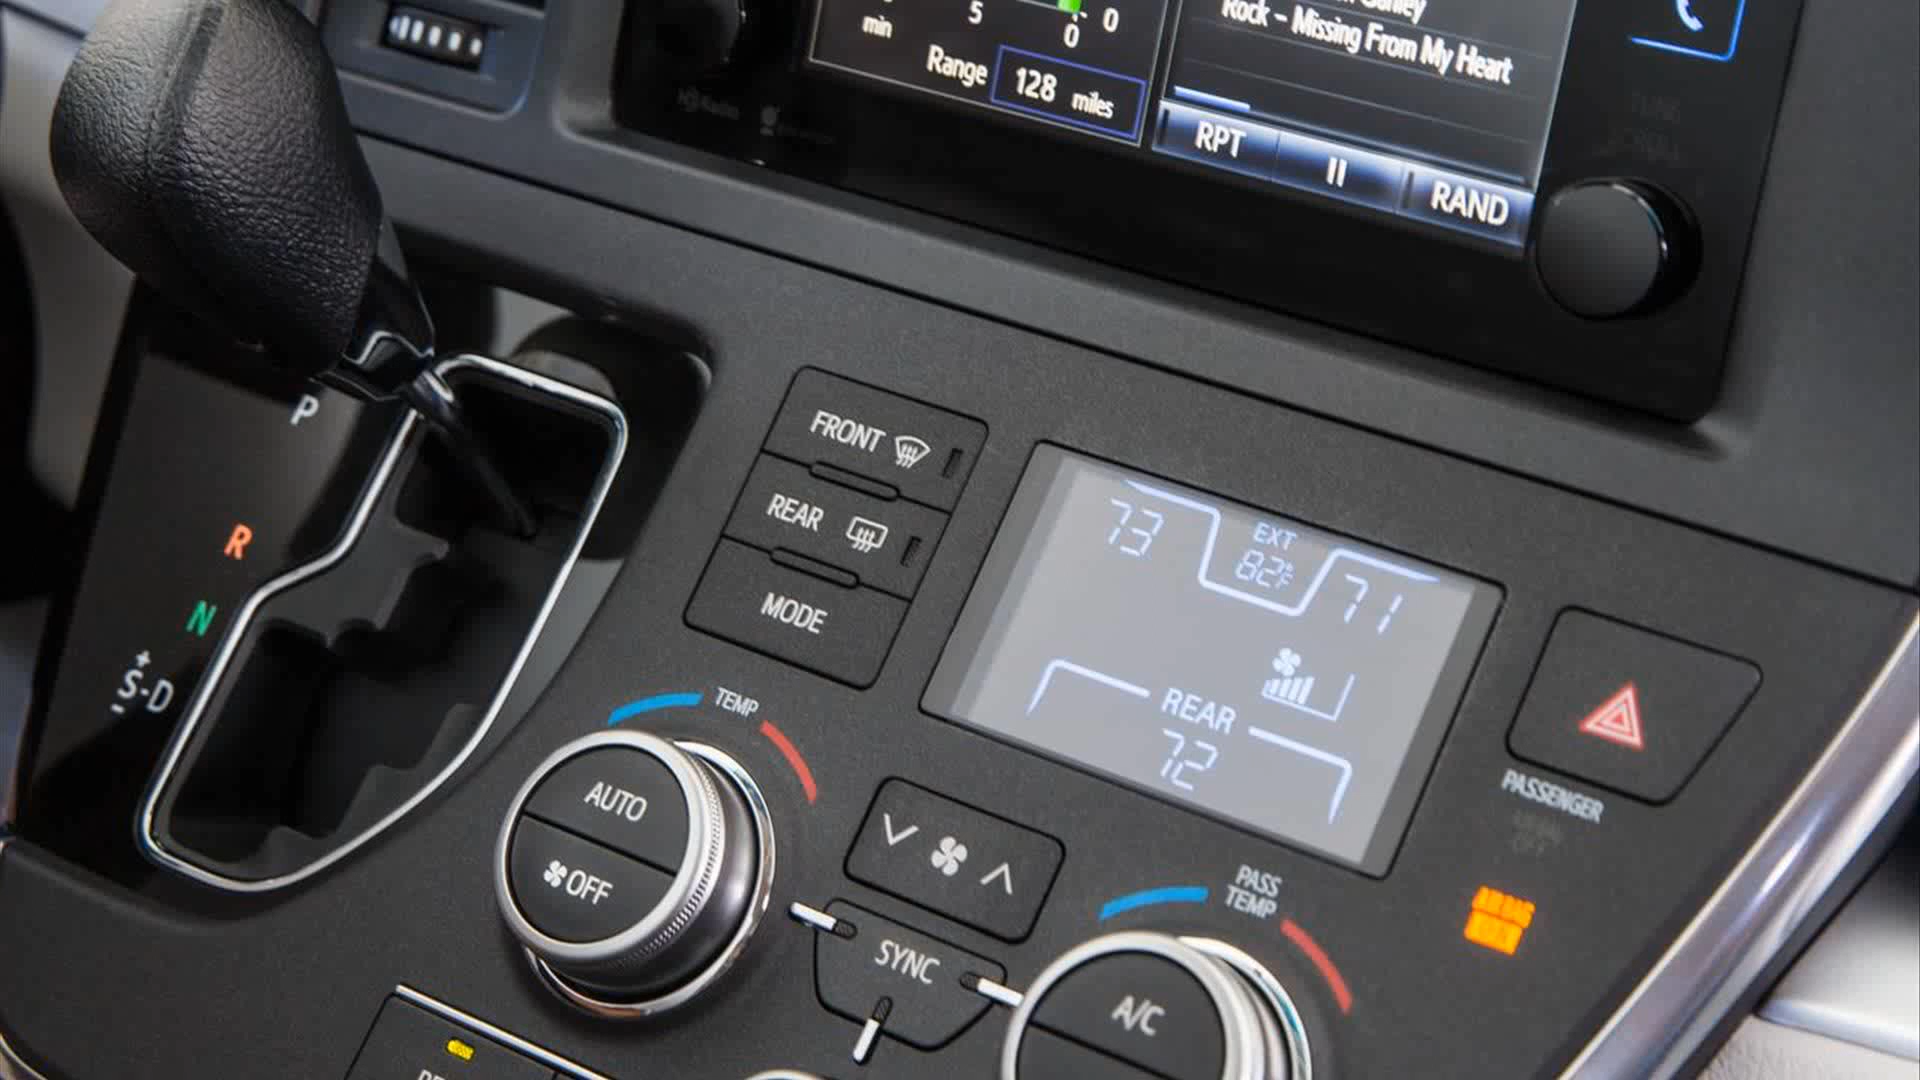 Rock - Missing From My Heart
5
0
min
0
Range 128 miles
RPT
RAND
P
R
N
+
S-D
-
FRONT
REAR
MODE
73
EXT
82°F
71
REAR
72
TEMP
AUTO
OFF
SYNC
PASS
TEMP
A/C
PASSENGER